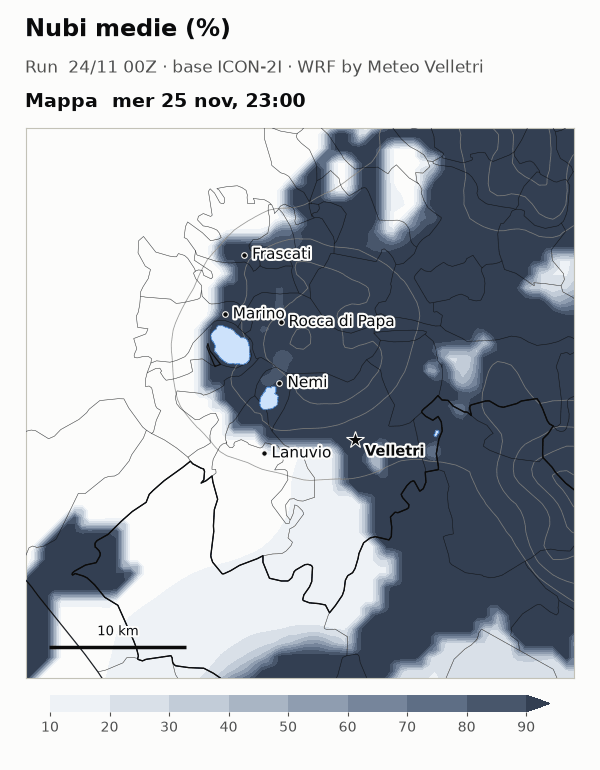 Nubi medie (%)
Run  24/11 00Z · base ICON-2I · WRF by Meteo Velletri
Mappa  mer 25 nov, 23:00
Frascati
Marino
Rocca di Papa
Nemi
Velletri
Lanuvio
10 km
10 20 30 40 50 60 70 80 90